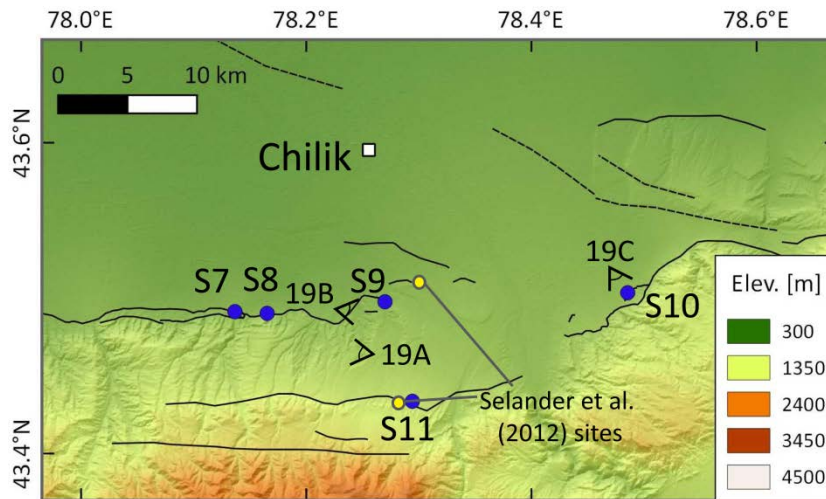 78.0°E 78.2°E 78.4°E 78.6°E
0 5 10 km
43.6°N
Chilik
19C
S7 S8 19B S9
S10
19A
Elev. [m]
300
1350
2400
3450
4500
Selander et al.
(2012) sites
S11
43.4°N